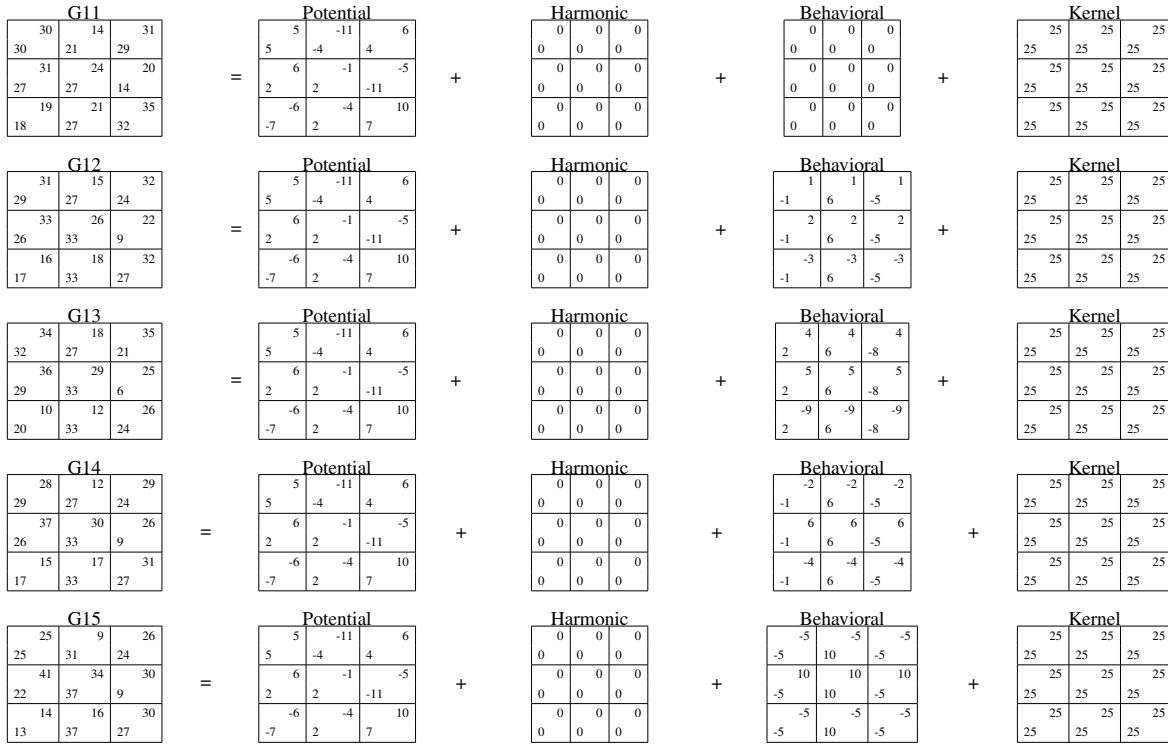 G11 Potential Harmonic Behavioral Kernel
30 14 31 5 -11 6 0 0 0 0 0 0 25 25 25
30 21 29 5 -4 4 0 0 0 0 0 0 25 25 25
31 24 20 6 -1 -5 0 0 0 0 0 0 25 25 25
= + + +
27 27 14 2 2 -11 0 0 0 0 0 0 25 25 25
19 21 35 -6 -4 10 0 0 0 0 0 0 25 25 25
18 27 32 -7 2 7 0 0 0 0 0 0 25 25 25
G12 Potential Harmonic Behavioral Kernel
31 15 32 5 -11 6 0 0 0 1 1 1 25 25 25
29 27 24 5 -4 4 0 0 0 -1 6 -5 25 25 25
33 26 22 6 -1 -5 0 0 0 2 2 2 25 25 25
= + + +
26 33 9 2 2 -11 0 0 0 -1 6 -5 25 25 25
16 18 32 -6 -4 10 0 0 0 -3 -3 -3 25 25 25
17 33 27 -7 2 7 0 0 0 -1 6 -5 25 25 25
G13 Potential Harmonic Behavioral Kernel
34 18 35 5 -11 6 0 0 0 4 4 4 25 25 25
32 27 21 5 -4 4 0 0 0 2 6 -8 25 25 25
36 29 25 6 -1 -5 0 0 0 5 5 5 25 25 25
= + + +
29 33 6 2 2 -11 0 0 0 2 6 -8 25 25 25
10 12 26 -6 -4 10 0 0 0 -9 -9 -9 25 25 25
20 33 24 -7 2 7 0 0 0 2 6 -8 25 25 25
G14 Potential Harmonic Behavioral Kernel
28 12 29 5 -11 6 0 0 0 -2 -2 -2 25 25 25
29 27 24 5 -4 4 0 0 0 -1 6 -5 25 25 25
37 30 26 6 -1 -5 0 0 0 6 6 6 25 25 25
= + + +
26 33 9 2 2 -11 0 0 0 -1 6 -5 25 25 25
15 17 31 -6 -4 10 0 0 0 -4 -4 -4 25 25 25
17 33 27 -7 2 7 0 0 0 -1 6 -5 25 25 25
G15 Potential Harmonic Behavioral Kernel
25 9 26 5 -11 6 0 0 0 -5 -5 -5 25 25 25
25 31 24 5 -4 4 0 0 0 -5 10 -5 25 25 25
41 34 30 6 -1 -5 0 0 0 10 10 10 25 25 25
= + + +
22 37 9 2 2 -11 0 0 0 -5 10 -5 25 25 25
14 16 30 -6 -4 10 0 0 0 -5 -5 -5 25 25 25
13 37 27 -7 2 7 0 0 0 -5 10 -5 25 25 25